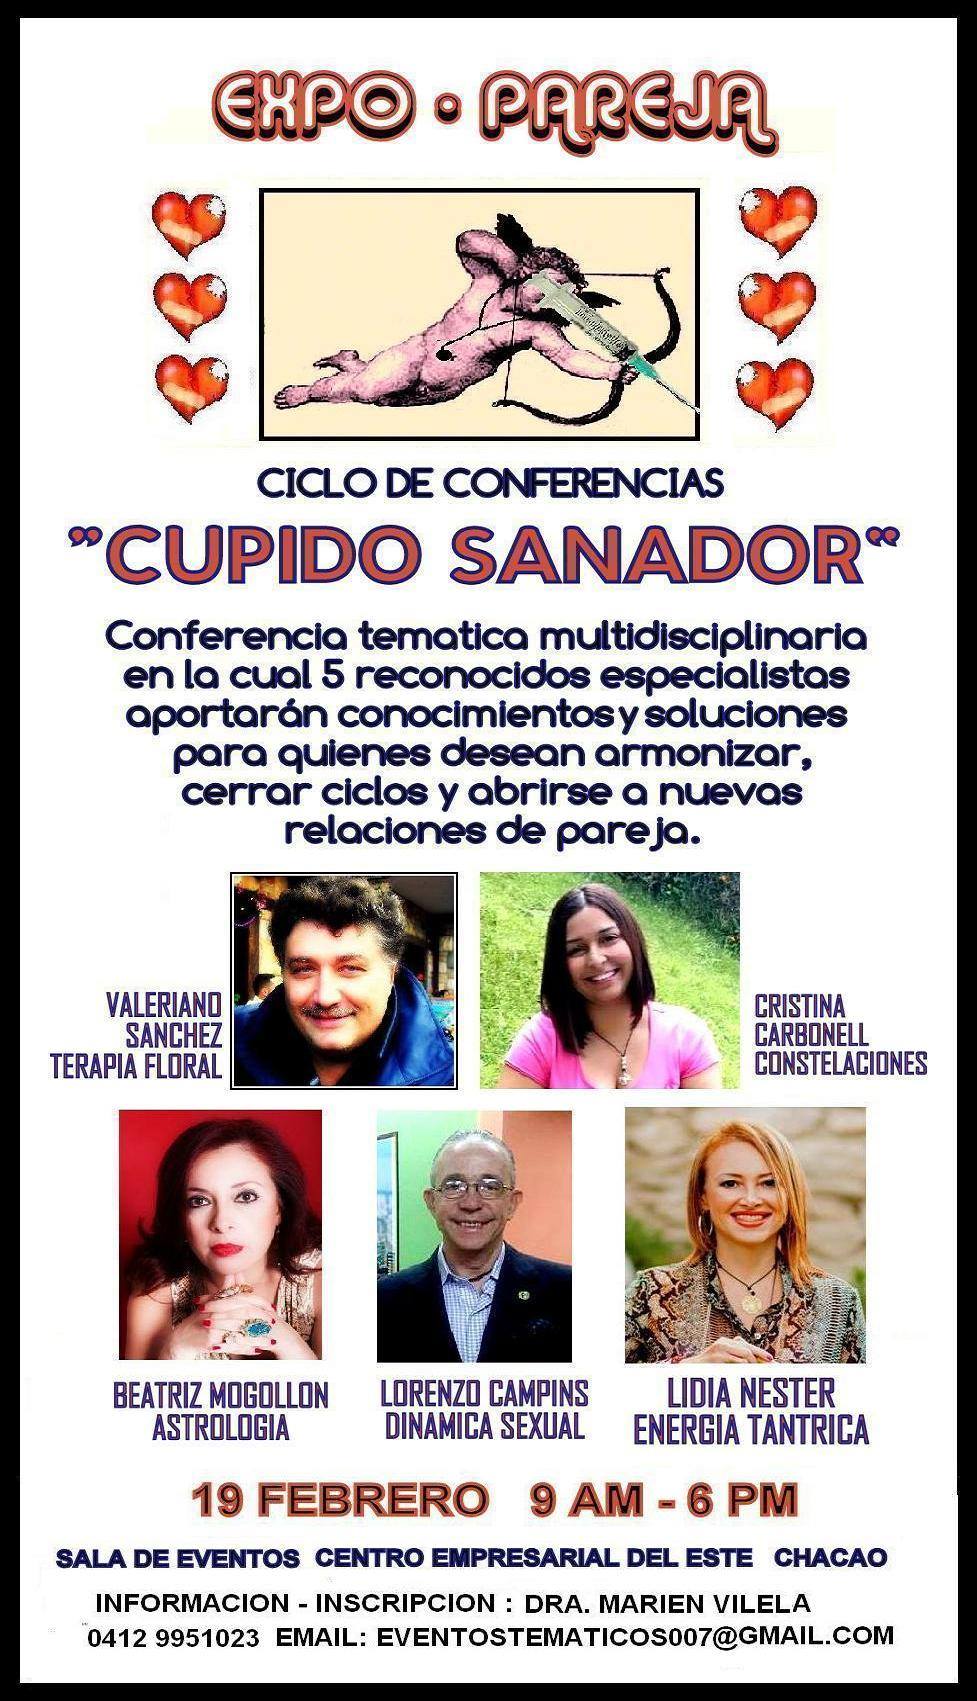 EXPO • PAREJA
CICLO DE CONFERENCIAS
"CUPIDO SANADOR"
Conferencia tematica multidisciplinaria
en la cual 5 reconocidos especialistas
aportarán conocimientos y soluciones
para quienes desean armonizar,
cerrar ciclos y abrirse a nuevas
relaciones de pareja.
VALERIANO
SANCHEZ
TERAPIA FLORAL
CRISTINA
CARBONELL
CONSTELACIONES
BEATRIZ MOGOLLON
ASTROLOGIA
LORENZO CAMPINS
DINAMICA SEXUAL
LIDIA NESTER
ENERGIA TANTRICA
19 FEBRERO 9 AM - 6 PM
SALA DE EVENTOS CENTRO EMPRESARIAL DEL ESTE CHACAO
INFORMACION - INSCRIPCION : DRA. MARIEN VILELA
0412 9951023 EMAIL: EVENTOSTEMATICOS007@GMAIL.COM